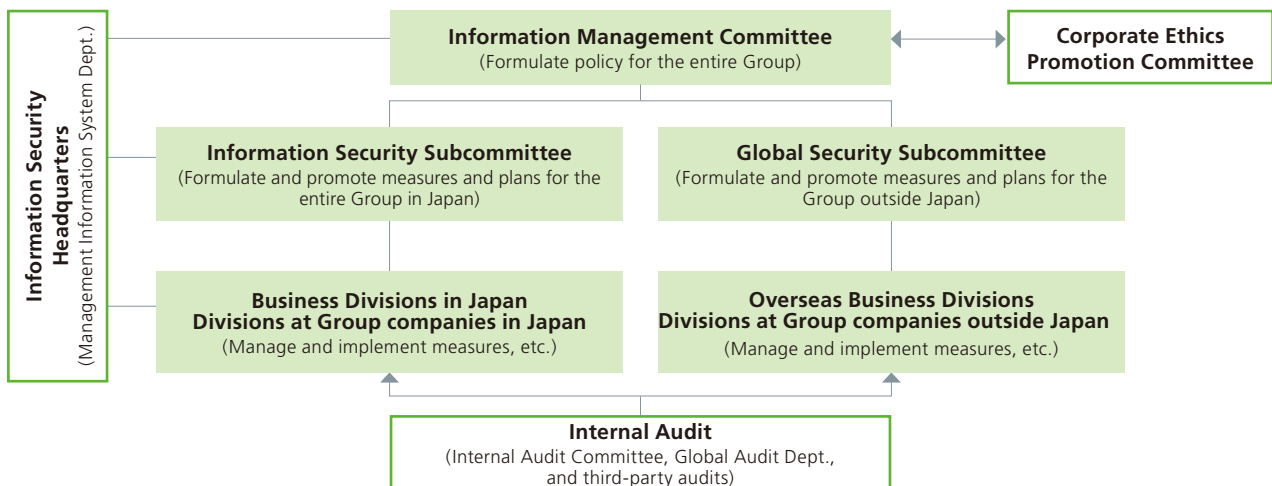 Information Security
Headquarters
(Management Information System Dept.)
Information Management Committee
(Formulate policy for the entire Group)
Corporate Ethics
Promotion Committee
Information Security Subcommittee
(Formulate and promote measures and plans for the
entire Group in Japan)
Global Security Subcommittee
(Formulate and promote measures and plans for the
Group outside Japan)
Business Divisions in Japan
Divisions at Group companies in Japan
(Manage and implement measures, etc.)
Overseas Business Divisions
Divisions at Group companies outside Japan
(Manage and implement measures, etc.)
Internal Audit
(Internal Audit Committee, Global Audit Dept.,
and third-party audits)